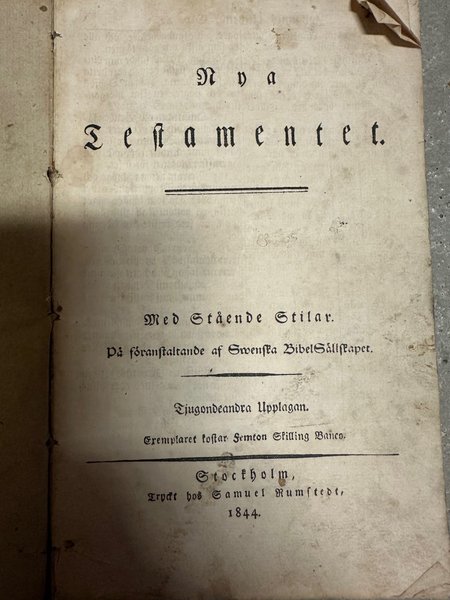 Nya
Testamentet.
Med Stående Stilar.
På föranstaltande af Swenska BibelSällskapet.
Tjugondeandra Upplagan.
Exemplaret kostar Femton Skilling Banco.
Stockholm,
Tryckt hos Samuel Rumstedt,
1844.